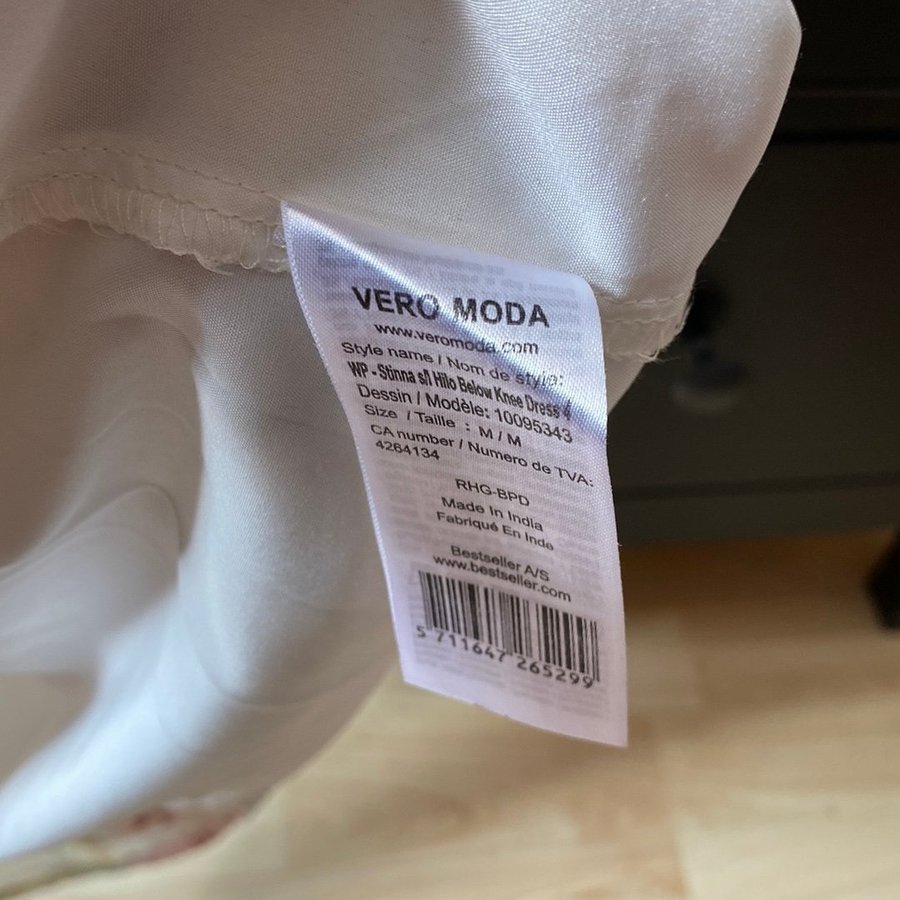 VERO MODA
www.veromoda.com
Style name / Nom de style:
WP - Stinna s/l Hilo Below Knee Dress 4
Dessin / Modèle: 10095343
Size / Taille : M / M
CA number / Numero de TVA:
4264134
RHG-BPD
Made In India
Fabriqué En Inde
Bestseller A/S
www.bestseller.com
5 711647 265299